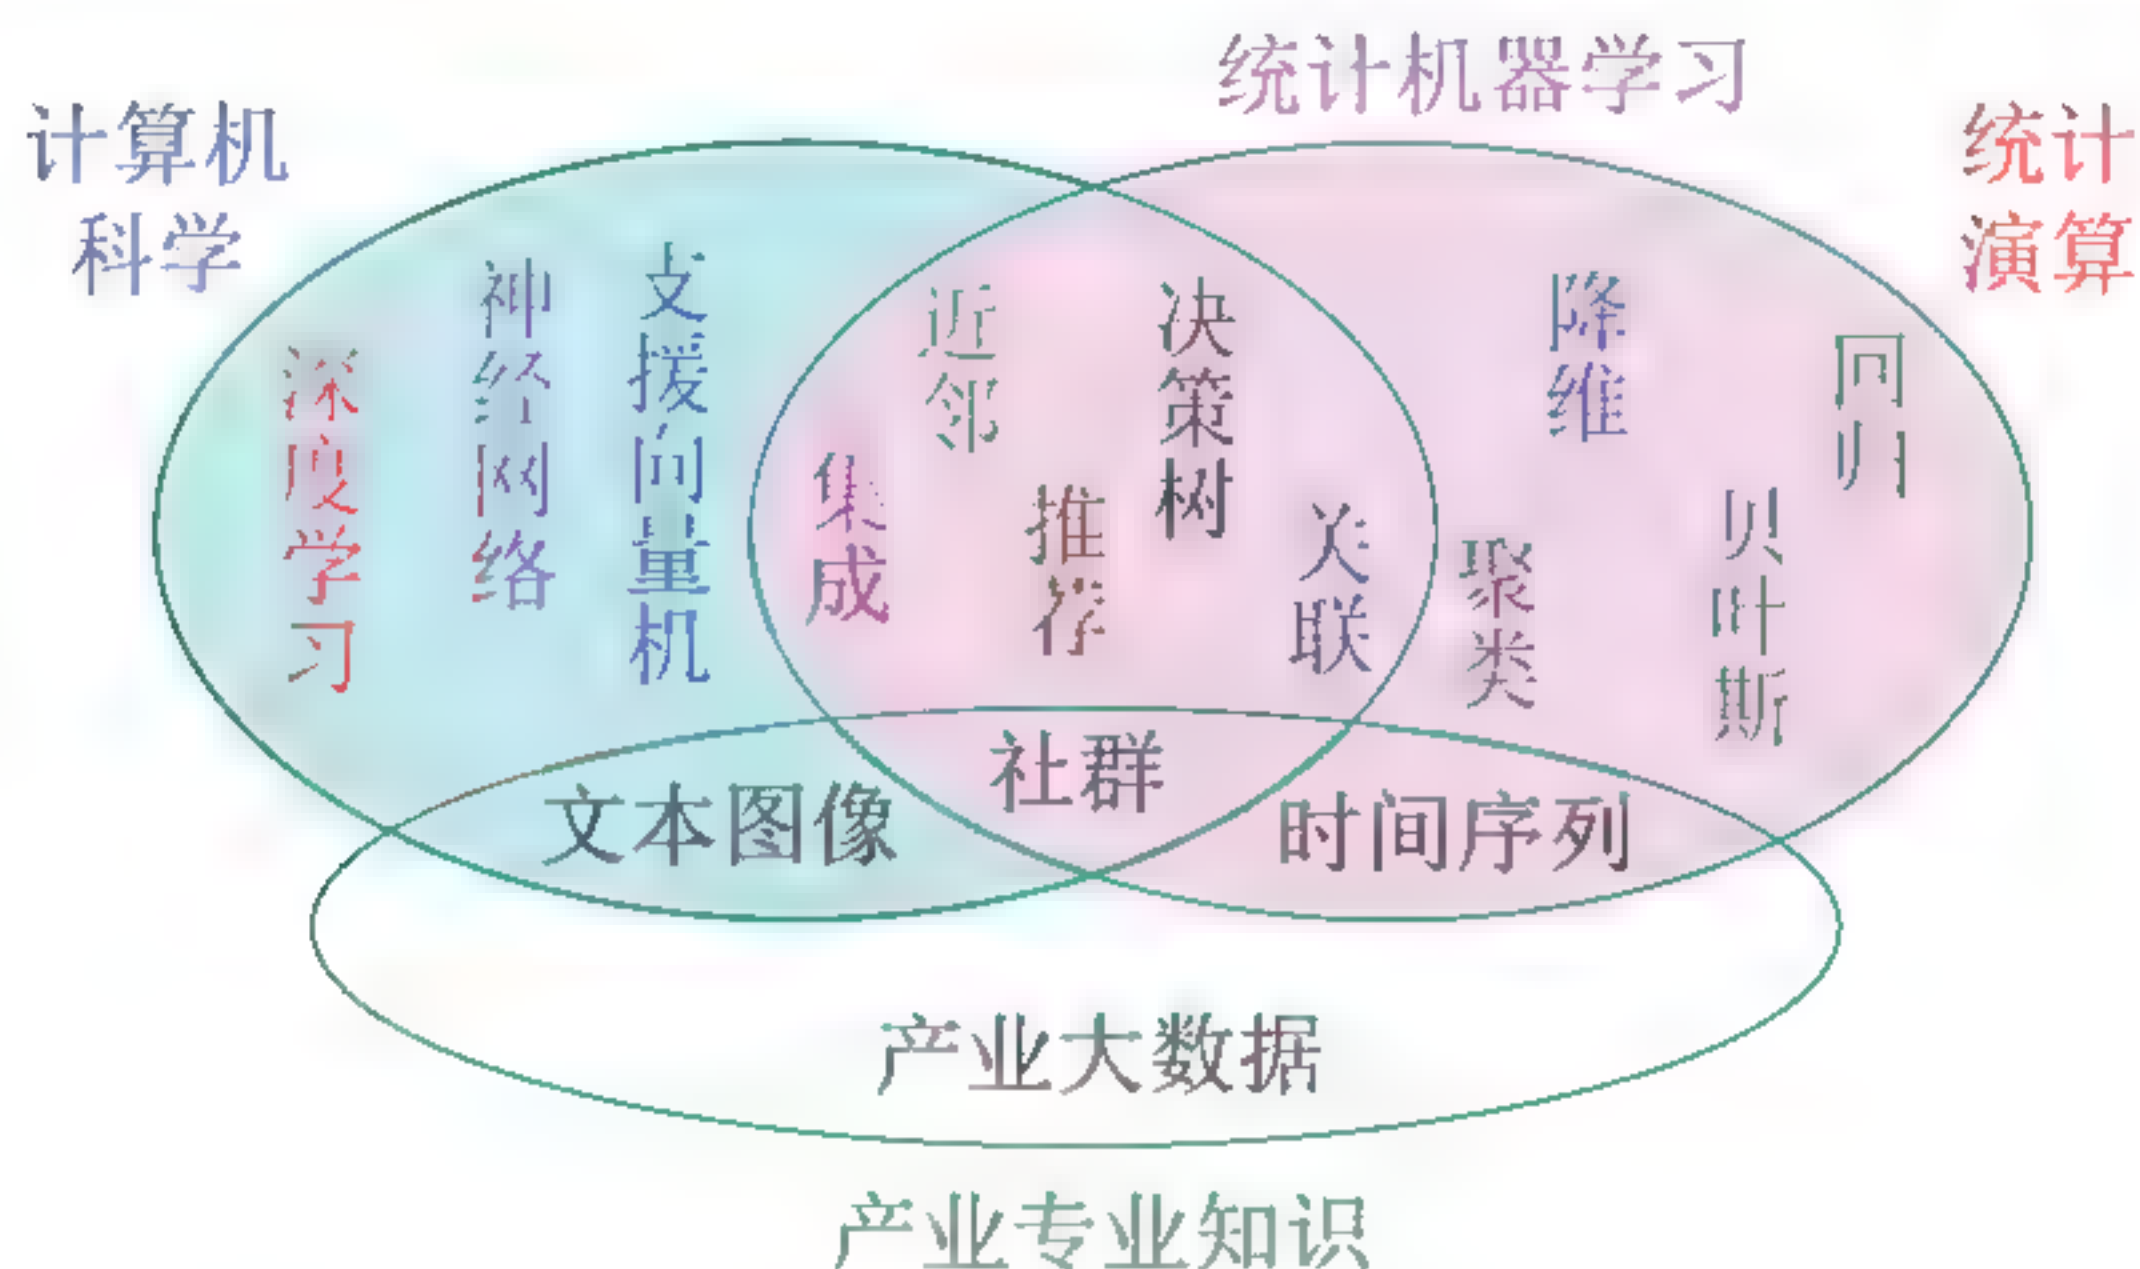 统计机器学习
计算机
科学
统计
演算
深度学习
神经网络
支援向量机
集成
近邻
推荐
决策树
关联
降维
聚类
贝叶斯
回归
社群
文本图像
时间序列
产业大数据
产业专业知识